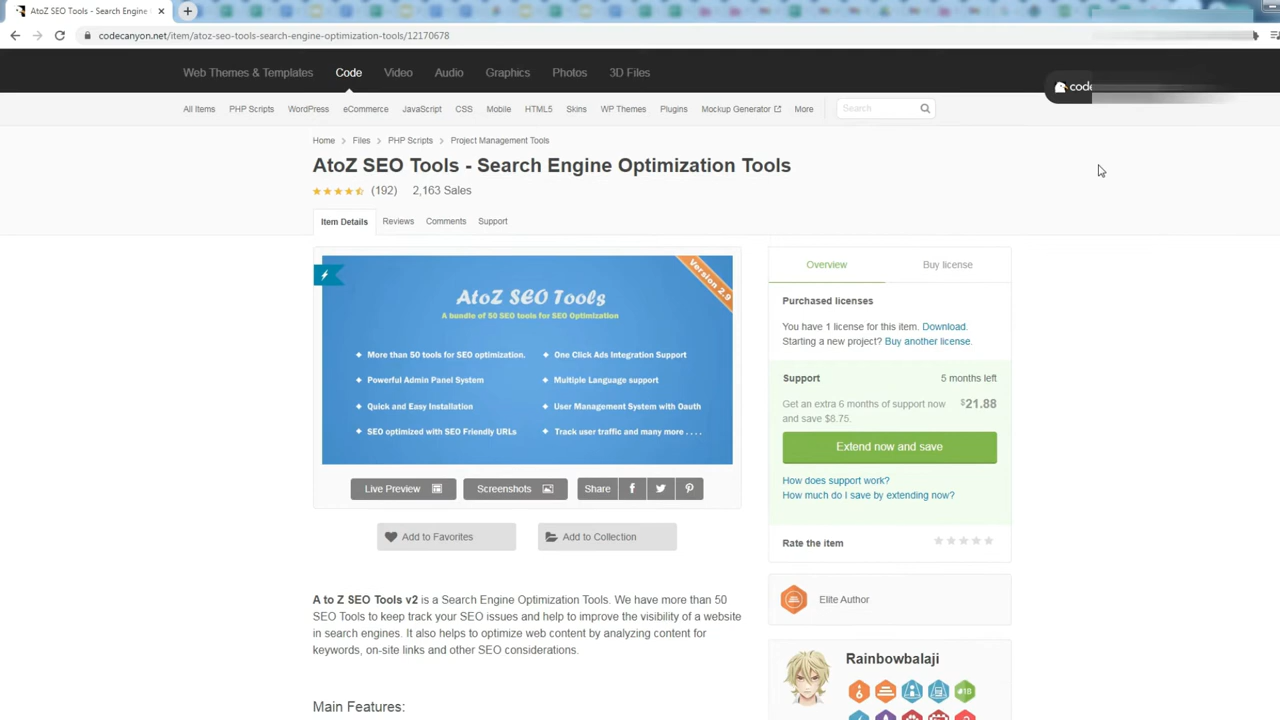 AtoZ SEO Tools - Search Engine O
codecanyon.net/item/atoz-seo-tools-search-engine-optimization-tools/12170678
Web Themes & Templates Code Video Audio Graphics Photos 3D Files
code
All Items PHP Scripts WordPress eCommerce JavaScript CSS Mobile HTML5 Skins WP Themes Plugins Mockup Generator More Search
Home Files PHP Scripts Project Management Tools
AtoZ SEO Tools - Search Engine Optimization Tools
(192) 2,163 Sales
Item Details Reviews Comments Support
Version 2.9
AtoZ SEO Tools
A bundle of 50 SEO tools for SEO Optimization
More than 50 tools for SEO optimization. One Click Ads Integration Support
Powerful Admin Panel System Multiple Language support
Quick and Easy Installation User Management System with Oauth
SEO optimized with SEO Friendly URLs Track user traffic and many more . . . .
Live Preview Screenshots Share
Add to Favorites Add to Collection
A to Z SEO Tools v2 is a Search Engine Optimization Tools. We have more than 50
SEO Tools to keep track your SEO issues and help to improve the visibility of a website
in search engines. It also helps to optimize web content by analyzing content for
keywords, on-site links and other SEO considerations.
Main Features:
Overview Buy license
Purchased licenses
You have 1 license for this item. Download.
Starting a new project? Buy another license.
Support 5 months left
Get an extra 6 months of support now $21.88
and save $8.75.
Extend now and save
How does support work?
How much do I save by extending now?
Rate the item
Elite Author
Rainbowbalaji